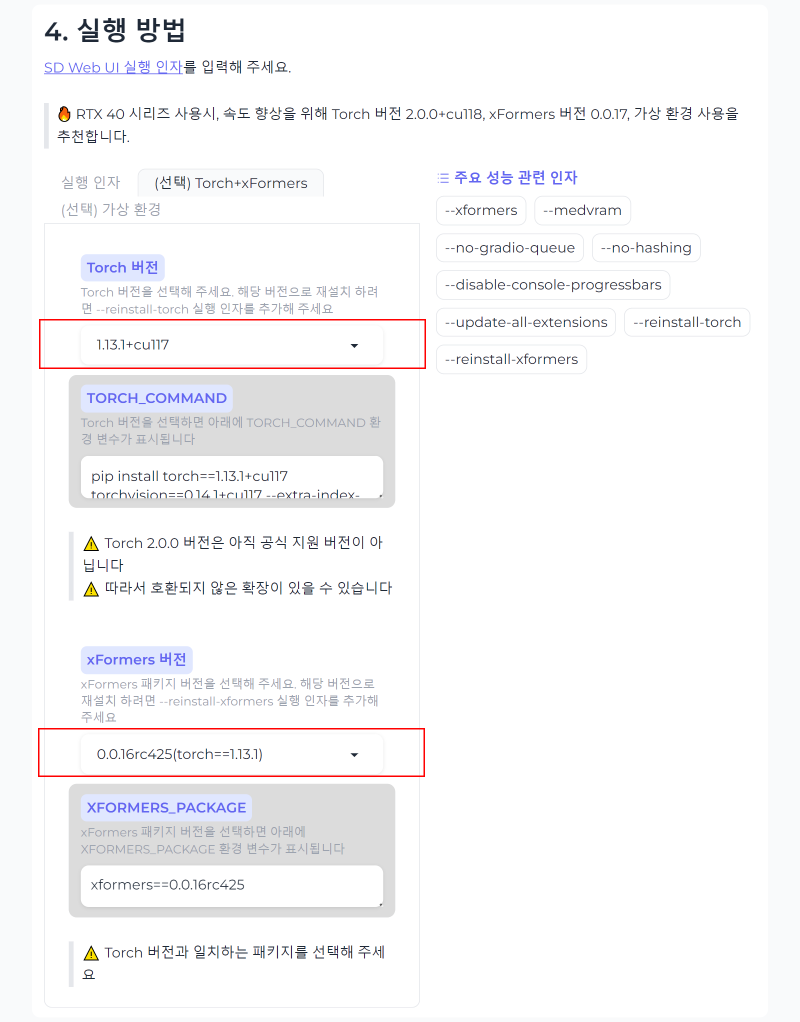 4. 실행 방법
SD Web UI 실행 인자를 입력해 주세요.
🔥 RTX 40 시리즈 사용시, 속도 향상을 위해 Torch 버전 2.0.0+cu118, xFormers 버전 0.0.17, 가상 환경 사용을
추천합니다.
실행 인자
(선택) Torch+xFormers
(선택) 가상 환경
Torch 버전
Torch 버전을 선택해 주세요. 해당 버전으로 재설치 하려
면 --reinstall-torch 실행 인자를 추가해 주세요
1.13.1+cu117
TORCH_COMMAND
Torch 버전을 선택하면 아래에 TORCH_COMMAND 환
경 변수가 표시됩니다
pip install torch==1.13.1+cu117
torchvision==0.14.1+cu117 --extra-index-
⚠️ Torch 2.0.0 버전은 아직 공식 지원 버전이 아
닙니다
⚠️ 따라서 호환되지 않은 확장이 있을 수 있습니다
xFormers 버전
xFormers 패키지 버전을 선택해 주세요. 해당 버전으로
재설치 하려면 --reinstall-xformers 실행 인자를 추가해
주세요
0.0.16rc425(torch==1.13.1)
XFORMERS_PACKAGE
xFormers 패키지 버전을 선택하면 아래에
XFORMERS_PACKAGE 환경 변수가 표시됩니다
xformers==0.0.16rc425
⚠️ Torch 버전과 일치하는 패키지를 선택해 주세
요
주요 성능 관련 인자
--xformers
--medvram
--no-gradio-queue
--no-hashing
--disable-console-progressbars
--update-all-extensions
--reinstall-torch
--reinstall-xformers